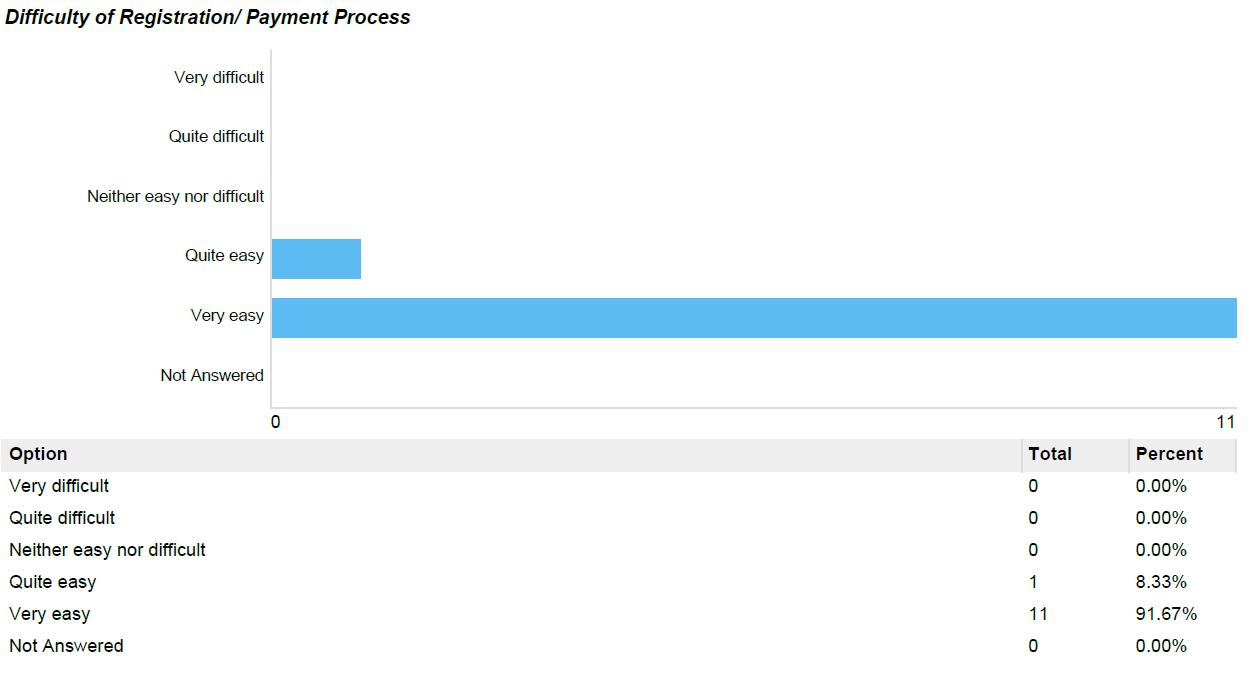 Difficulty of Registration/ Payment Process
Very difficult
Quite difficult
Neither easy nor difficult
Quite easy
Very easy
Not Answered
0 11
Option Total Percent
Very difficult 0 0.00%
Quite difficult 0 0.00%
Neither easy nor difficult 0 0.00%
Quite easy 1 8.33%
Very easy 11 91.67%
Not Answered 0 0.00%